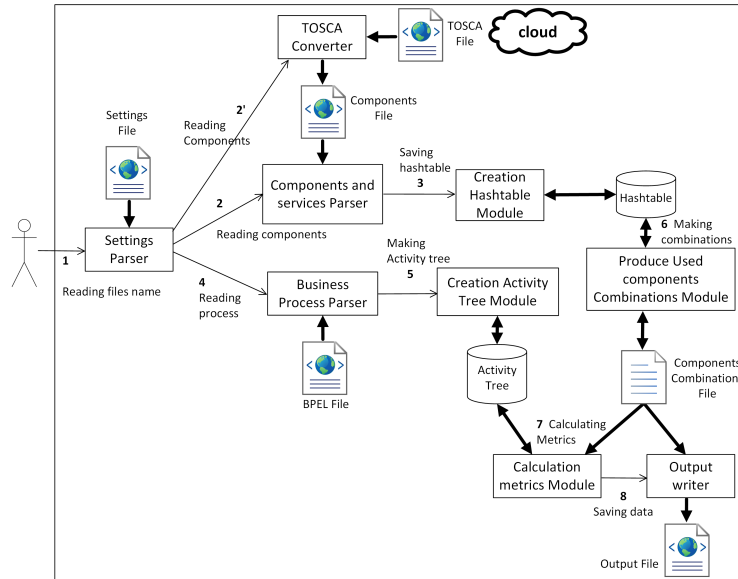 TOSCA
Converter
TOSCA
File
cloud
2'
Reading
Components
Components
File
Settings
File
Saving
hashtable
3
Components and
services Parser
Creation
Hashtable
Module
Hashtable
2
Reading components
Settings
Parser
1
Reading files name
6 Making
combinations
Making
Activity tree
5
4
Reading
process
Business
Process Parser
Creation Activity
Tree Module
Produce Used
components
Combinations Module
BPEL File
Activity
Tree
Components
Combination
File
7 Calculating
Metrics
Calculation
metrics Module
Output
writer
8
Saving data
Output File